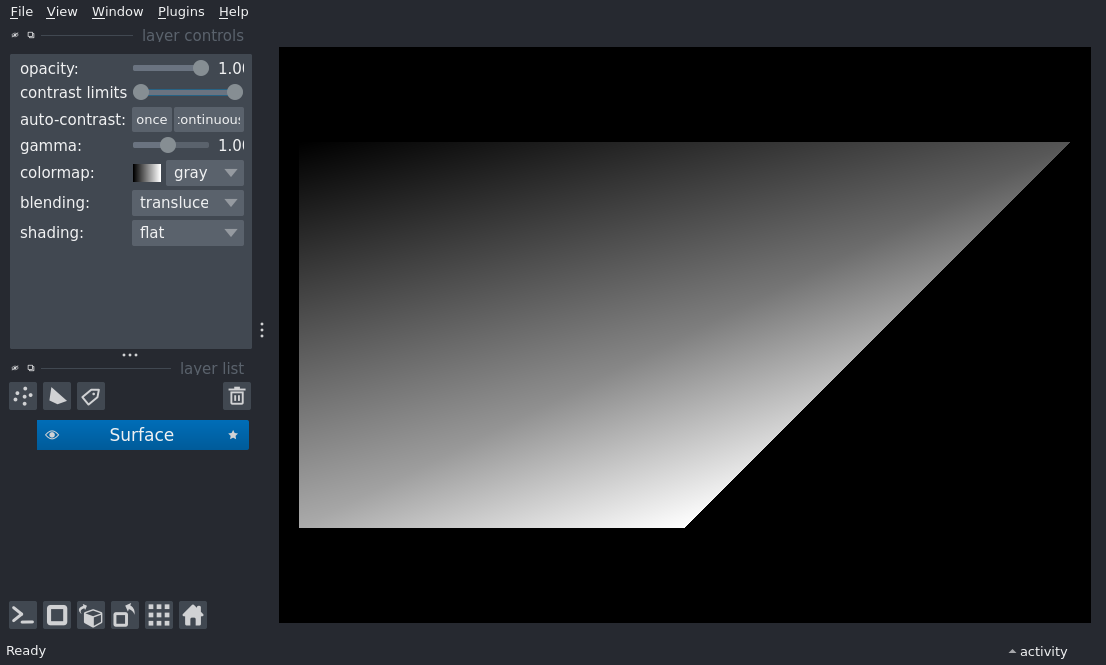 File View Window Plugins Help
layer controls
opacity: 1.00
contrast limits
auto-contrast: once continuous
gamma: 1.00
colormap: gray
blending: transluce
shading: flat
layer list
Surface
Ready
activity